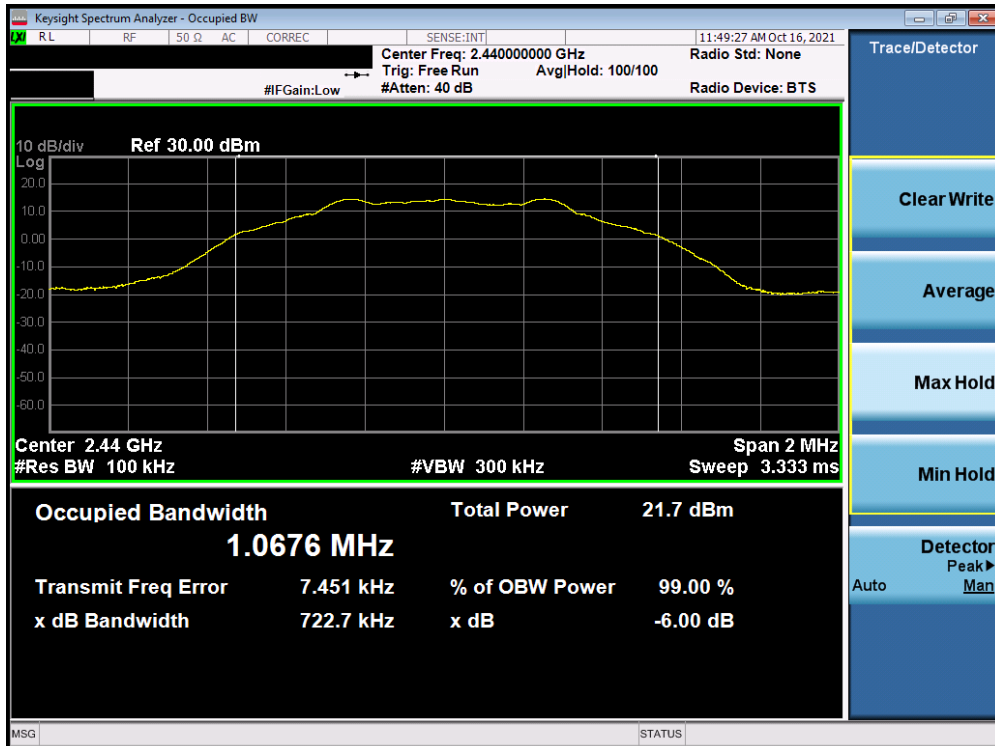 Keysight Spectrum Analyzer - Occupied BW
LXI RL RF 50 Ω AC CORREC SENSE:INT 11:49:27 AM Oct 16, 2021
Center Freq: 2.440000000 GHz Radio Std: None
Trig: Free Run Avg|Hold: 100/100
#IFGain:Low #Atten: 40 dB Radio Device: BTS
10 dB/div Ref 30.00 dBm
Log
20.0
10.0
0.00
-10.0
-20.0
-30.0
-40.0
-50.0
-60.0
Center 2.44 GHz Span 2 MHz
#Res BW 100 kHz #VBW 300 kHz Sweep 3.333 ms
Occupied Bandwidth Total Power 21.7 dBm
1.0676 MHz
Transmit Freq Error 7.451 kHz % of OBW Power 99.00 %
x dB Bandwidth 722.7 kHz x dB -6.00 dB
MSG STATUS
Trace/Detector
Clear Write
Average
Max Hold
Min Hold
Detector
Peak▶
Auto Man